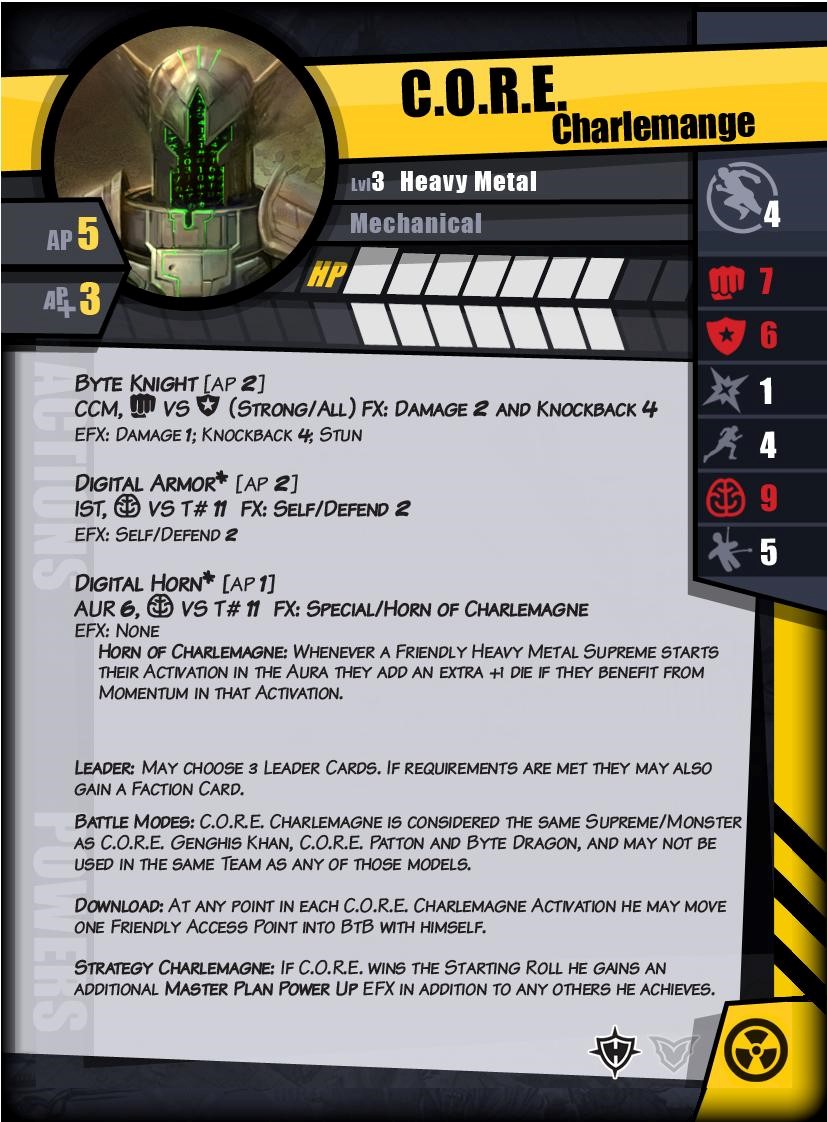 C.O.R.E.
Charlemange
Lvl3 Heavy Metal
Mechanical
AP 5
AP+ 3
HP
4
7
6
1
4
9
5
ACTIONS
BYTE KNIGHT [AP 2]
CCM, VS (STRONG/ALL) FX: DAMAGE 2 AND KNOCKBACK 4
EFX: DAMAGE 1; KNOCKBACK 4; STUN
DIGITAL ARMOR* [AP 2]
IST, VS T# 11 FX: SELF/DEFEND 2
EFX: SELF/DEFEND 2
DIGITAL HORN* [AP 1]
AUR 6, VS T# 11 FX: SPECIAL/HORN OF CHARLEMAGNE
EFX: NONE
HORN OF CHARLEMAGNE: WHENEVER A FRIENDLY HEAVY METAL SUPREME STARTS
THEIR ACTIVATION IN THE AURA THEY ADD AN EXTRA +1 DIE IF THEY BENEFIT FROM
MOMENTUM IN THAT ACTIVATION.
POWERS
LEADER: MAY CHOOSE 3 LEADER CARDS. IF REQUIREMENTS ARE MET THEY MAY ALSO
GAIN A FACTION CARD.
BATTLE MODES: C.O.R.E. CHARLEMAGNE IS CONSIDERED THE SAME SUPREME/MONSTER
AS C.O.R.E. GENGHIS KHAN, C.O.R.E. PATTON AND BYTE DRAGON, AND MAY NOT BE
USED IN THE SAME TEAM AS ANY OF THOSE MODELS.
DOWNLOAD: AT ANY POINT IN EACH C.O.R.E. CHARLEMAGNE ACTIVATION HE MAY MOVE
ONE FRIENDLY ACCESS POINT INTO BTB WITH HIMSELF.
STRATEGY CHARLEMAGNE: IF C.O.R.E. WINS THE STARTING ROLL HE GAINS AN
ADDITIONAL MASTER PLAN POWER UP EFX IN ADDITION TO ANY OTHERS HE ACHIEVES.